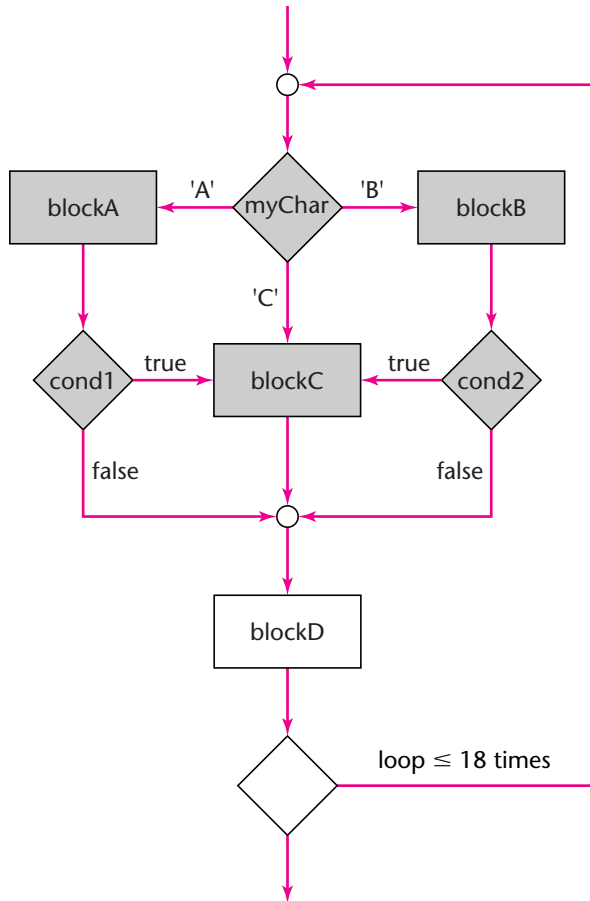 'A'
'B'
blockA
myChar
blockB
'C'
true
true
cond1
blockC
cond2
false
false
blockD
loop ≤ 18 times